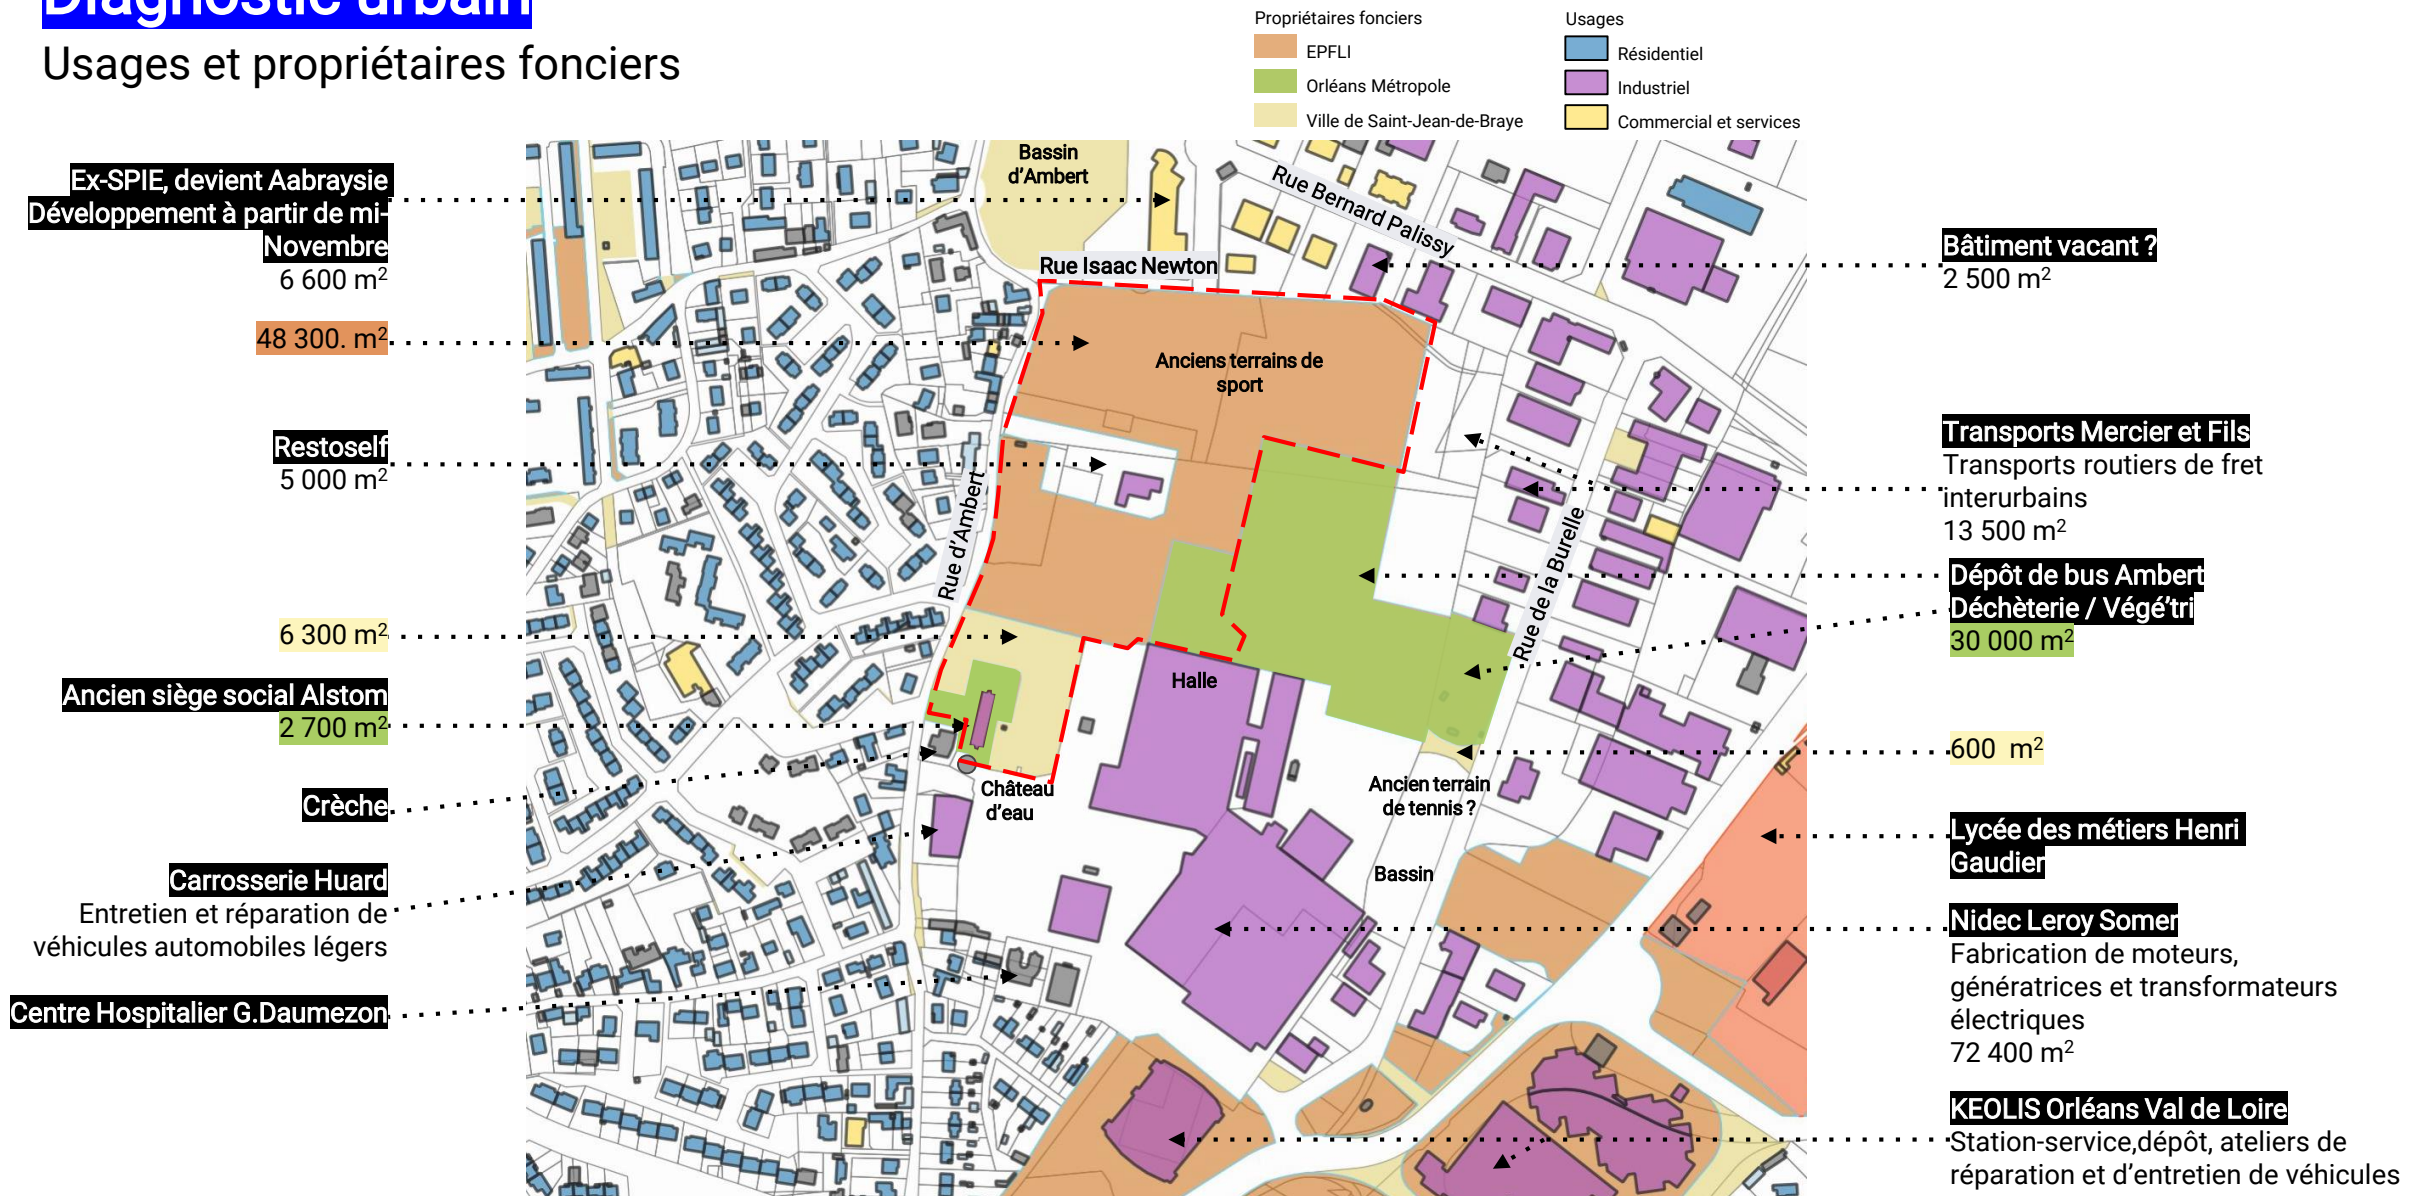 Diagnostic urbain
Usages et propriétaires fonciers
Propriétaires fonciers
EPFLI
Orléans Métropole
Ville de Saint-Jean-de-Braye
Usages
Résidentiel
Industriel
Commercial et services
Ex-SPIE, devient Aabraysie
Développement à partir de mi-
Novembre
6 600 m²
48 300. m²
Restoself
5 000 m²
6 300 m²
Ancien siège social Alstom
2 700 m²
Crèche
Carrosserie Huard
Entretien et réparation de
véhicules automobiles légers
Centre Hospitalier G.Daumezon
Bassin
d’Ambert
Rue Bernard Palissy
Rue Isaac Newton
Anciens terrains de
sport
Rue d’Ambert
Rue de la Burelle
Halle
Château
d’eau
Ancien terrain
de tennis ?
Bassin
Bâtiment vacant ?
2 500 m²
Transports Mercier et Fils
Transports routiers de fret
interurbains
13 500 m²
Dépôt de bus Ambert
Déchèterie / Végé’tri
30 000 m²
600  m²
Lycée des métiers Henri
Gaudier
Nidec Leroy Somer
Fabrication de moteurs,
génératrices et transformateurs
électriques
72 400 m²
KEOLIS Orléans Val de Loire
Station-service,dépôt, ateliers de
réparation et d’entretien de véhicules